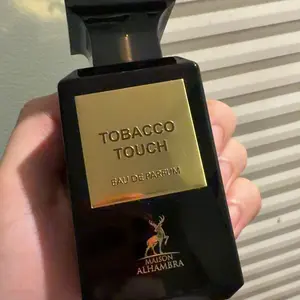 TOBACCO
TOUCH
EAU DE PARFUM
MAISON
ALHAMBRA